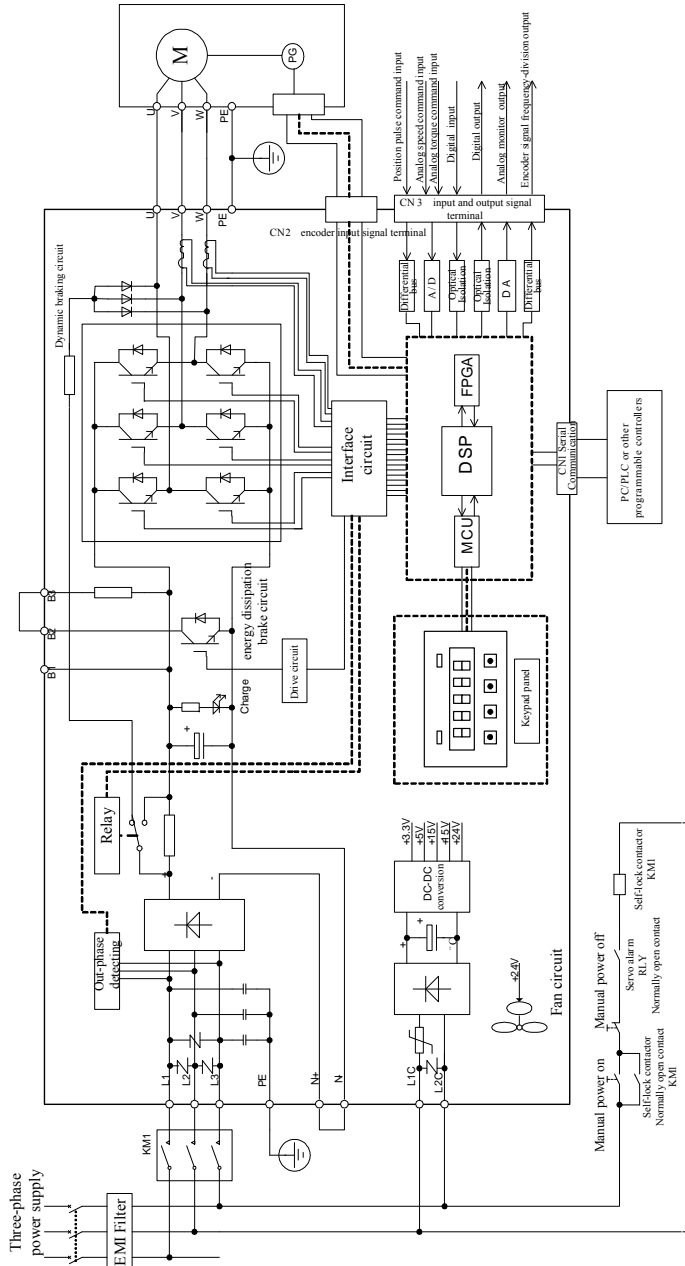 Three-phase
power supply
EMI Filter
KM1
L1
L2
L3
PE
N+
N-
L1C
L2C
Out-phase
detecting
Relay
+
-
+
Charge
B1
B2
B3
energy dissipation
brake circuit
Drive circuit
Dynamic braking circuit
Interface
circuit
U
V
W
PE
U
V
W
PE
M
PG
CN2 encoder input signal terminal
CN 3 input and output signal
terminal
Position pulse command input
Analog speed command input
Analog torque command input
Digital input
Digital output
Analog monitor output
Encoder signal frequency-division output
Differential
bus
A/D
Optical
Isolation
Optical
Isolation
DA
Differential
bus
MCU
DSP
FPGA
CN1 Serial
Communication
PC/PLC or other
programmable controllers
Keypad panel
+
-
DC-DC
conversion
+3.3V
+5V
+15V
-15V
+24V
+24V
Fan circuit
Manual power on
Manual power off
Self-lock contactor
KMI
Normally open contact
Servo alarm
RLY
Normally open contact
Self-lock contactor
KMI